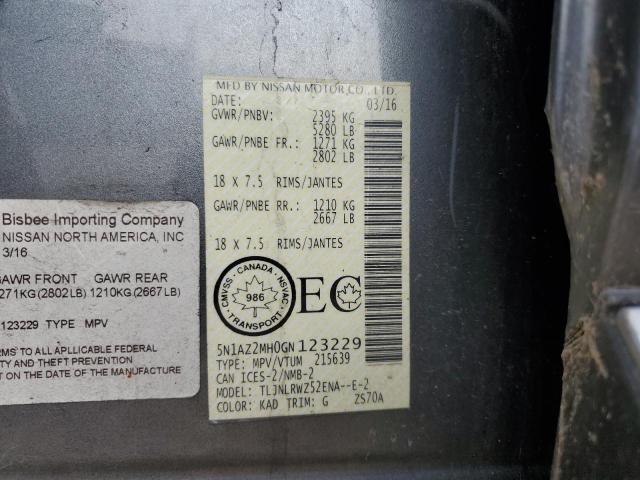 Bisbee Importing Company
NISSAN NORTH AMERICA, INC
3/16
GAWR FRONT GAWR REAR
271KG(2802LB) 1210KG(2667LB)
123229 TYPE MPV
RMS TO ALL APLLICABLE FEDERAL
Y AND THEFT PREVENTION
T ON THE DATE OF MANUFACTURE
MFD BY NISSAN MOTOR CO., LTD.
DATE: 03/16
GVWR/PNBV: 2395 KG
5280 LB
GAWR/PNBE FR.: 1271 KG
2802 LB
18 X 7.5 RIMS/JANTES
GAWR/PNBE RR.: 1210 KG
2667 LB
18 X 7.5 RIMS/JANTES
CANADA
CMVSS NSVAC
986
TRANSPORT
EC
5N1AZ2MH0GN123229
TYPE: MPV/VTUM 215639
CAN ICES-2/NMB-2
MODEL: TLJNLRWZ52ENA--E-2
COLOR: KAD TRIM: G ZS70A